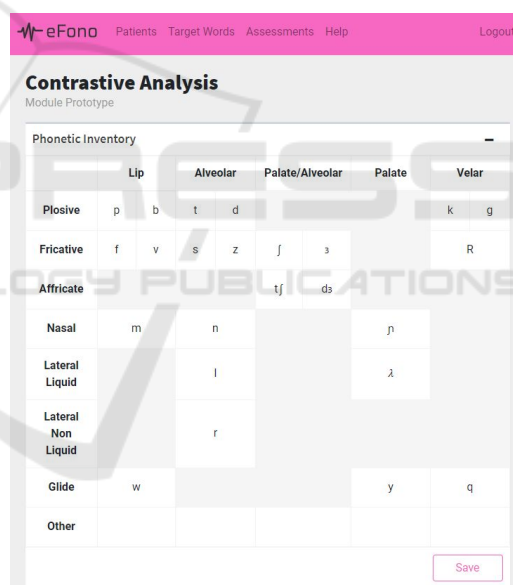 eFono Patients Target Words Assessments Help Logout
Contrastive Analysis
Module Prototype
Phonetic Inventory
Lip Alveolar Palate/Alveolar Palate Velar
Plosive p b t d k g
Fricative f v s z ʃ ʒ R
Affricate tʃ dʒ
Nasal m n ɲ
Lateral
Liquid l λ
Lateral
Non
Liquid r
Glide w y q
Other
Save